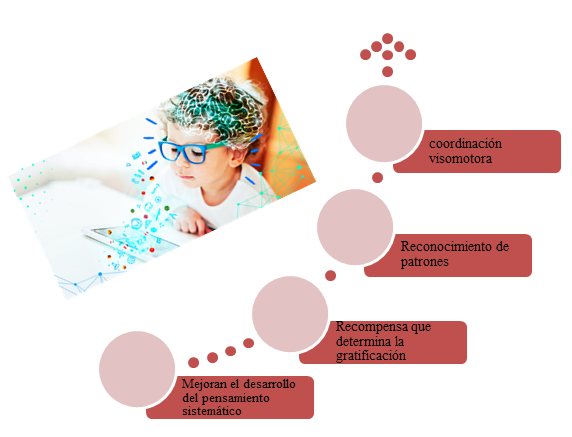 coordinación
visomotora
Reconocimiento de
patrones
Recompensa que
determina la
gratificación
Mejoran el desarrollo
del pensamiento
sistemático